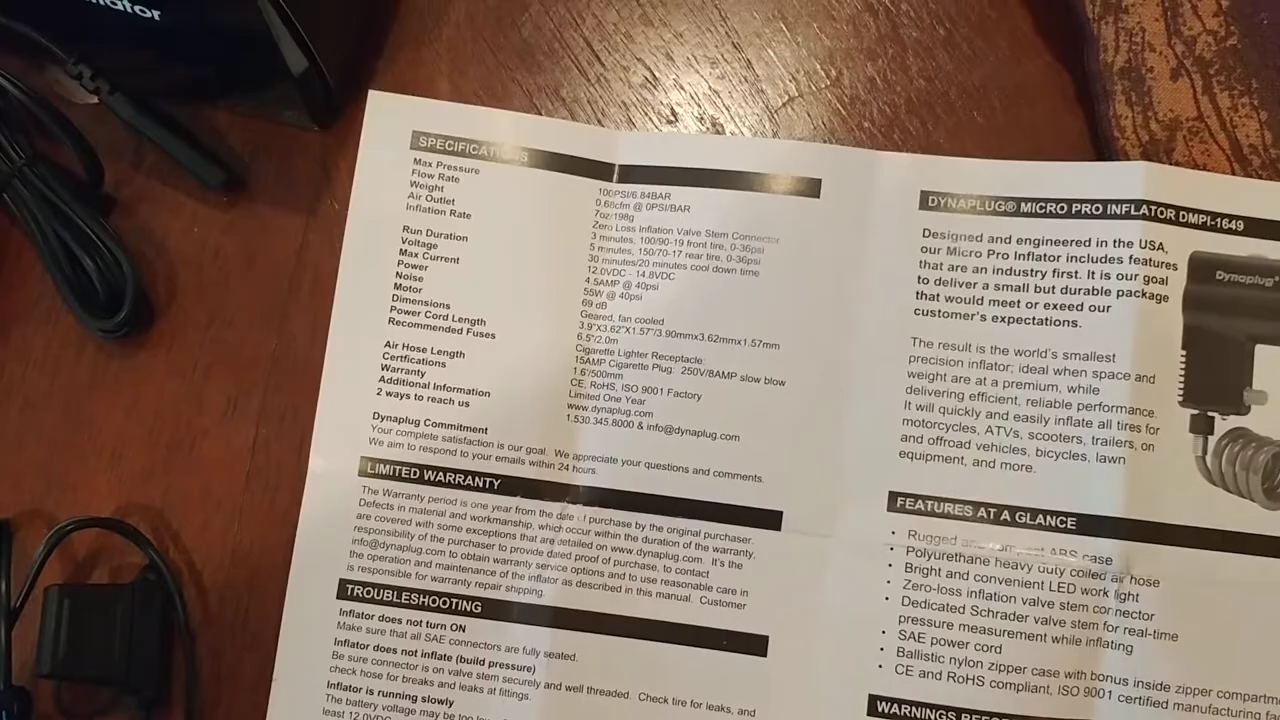 SPECIFICATIONS
Max Pressure
Flow Rate
Weight
Air Outlet
Inflation Rate
Run Duration
Voltage
Max Current
Power
Noise
Motor
Dimensions
Power Cord Length
Recommended Fuses
Air Hose Length
Certfications
Warranty
Additional Information
2 ways to reach us
100PSI/6.84BAR
0.68cfm @ 0PSI/BAR
7oz/198g
Zero Loss Inflation Valve Stem Connector
3 minutes, 100/90-19 front tire, 0-36psi
5 minutes, 150/70-17 rear tire, 0-36psi
30 minutes/20 minutes cool down time
12.0VDC - 14.8VDC
4.5AMP @ 40psi
55W @ 40psi
69 dB
Geared, fan cooled
3.9"X3.62"X1.57"/3.90mmx3.62mmx1.57mm
6.5"/2.0m
Cigarette Lighter Receptacle:
15AMP Cigarette Plug: 250V/8AMP slow blow
1.6'/500mm
CE, RoHS, ISO 9001 Factory
Limited One Year
www.dynaplug.com
1.530.345.8000 & info@dynaplug.com
Dynaplug Commitment
Your complete satisfaction is our goal. We appreciate your questions and comments.
We aim to respond to your emails within 24 hours.
LIMITED WARRANTY
The Warranty period is one year from the date of purchase by the original purchaser.
Defects in material and workmanship, which occur within the duration of the warranty,
are covered with some exceptions that are detailed on www.dynaplug.com. It's the
responsibility of the purchaser to provide dated proof of purchase, to contact
info@dynaplug.com to obtain warranty service options and to use reasonable care in
the operation and maintenance of the inflator as described in this manual. Customer
is responsible for warranty repair shipping.
TROUBLESHOOTING
Inflator does not turn ON
Make sure that all SAE connectors are fully seated.
Inflator does not inflate (build pressure)
Be sure connector is on valve stem securely and well threaded. Check tire for leaks, and
check hose for breaks and leaks at fittings.
Inflator is running slowly
The battery voltage may be too
least 12.0VDC
DYNAPLUG® MICRO PRO INFLATOR DMPI-1649
Designed and engineered in the USA,
our Micro Pro Inflator includes features
that are an industry first. It is our goal
to deliver a small but durable package
that would meet or exceed our
customer's expectations.
Dynaplug®
The result is the world's smallest
precision inflator; ideal when space and
weight are at a premium, while
delivering efficient, reliable performance.
It will quickly and easily inflate all tires for
motorcycles, ATVs, scooters, trailers, on
and offroad vehicles, bicycles, lawn
equipment, and more.
FEATURES AT A GLANCE
• Rugged and compact ABS case
• Polyurethane heavy duty coiled air hose
• Bright and convenient LED work light
• Zero-loss inflation valve stem connector
• Dedicated Schrader valve stem for real-time
pressure measurement while inflating
• SAE power cord
• Ballistic nylon zipper case with bonus inside zipper
• CE and RoHS compliant, ISO 9001 certified manufacturing
WARNINGS